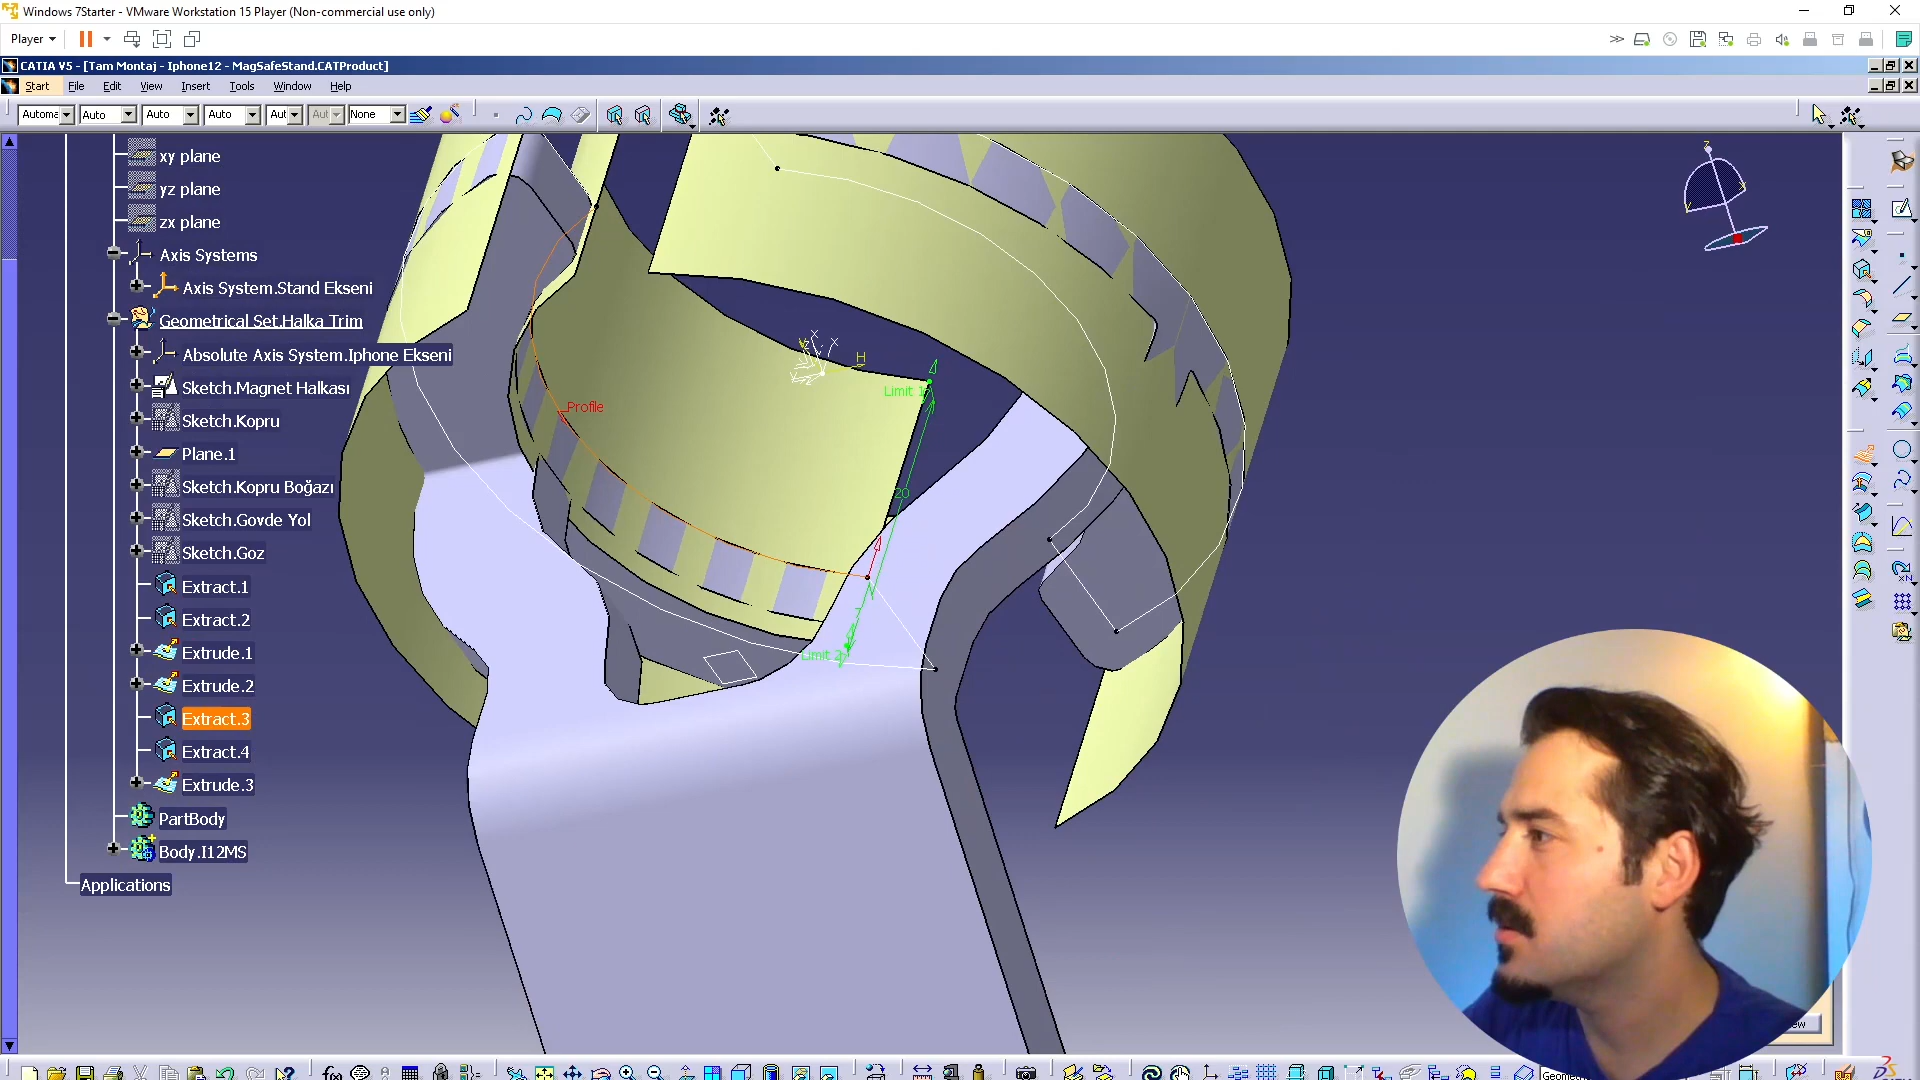 Windows 7Starter - VMware Workstation 15 Player (Non-commercial use only)
Player
CATIA V5 - [Tam Montaj - Iphone12 - MagSafeStand.CATProduct]
Start File Edit View Insert Tools Window Help
Automa Auto Auto Auto Aut Aut None
xy plane
yz plane
zx plane
Axis Systems
Axis System.Stand Ekseni
Geometrical Set.Halka Trim
Absolute Axis System.Iphone Ekseni
Sketch.Magnet Halkası
Sketch.Kopru
Plane.1
Sketch.Kopru Boğazı
Sketch.Govde Yol
Sketch.Goz
Extract.1
Extract.2
Extrude.1
Extrude.2
Extract.3
Extract.4
Extrude.3
PartBody
Body.I12MS
Applications
Profile
Limit 1
H
20
7
Limit 2